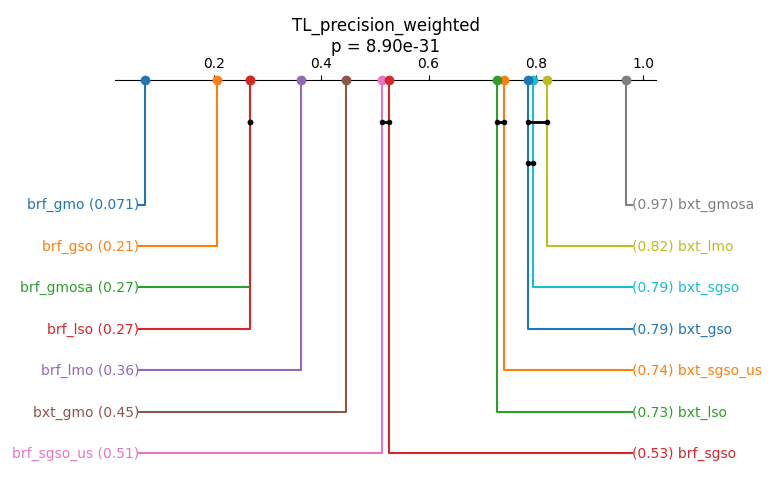 TL_precision_weighted
p = 8.90e-31
0.2 0.4 0.6 0.8 1.0
brf_gmo (0.071) (0.97) bxt_gmosa
brf_gso (0.21) (0.82) bxt_lmo
brf_gmosa (0.27) (0.79) bxt_sgso
brf_lso (0.27) (0.79) bxt_gso
brf_lmo (0.36) (0.74) bxt_sgso_us
bxt_gmo (0.45) (0.73) bxt_lso
brf_sgso_us (0.51) (0.53) brf_sgso